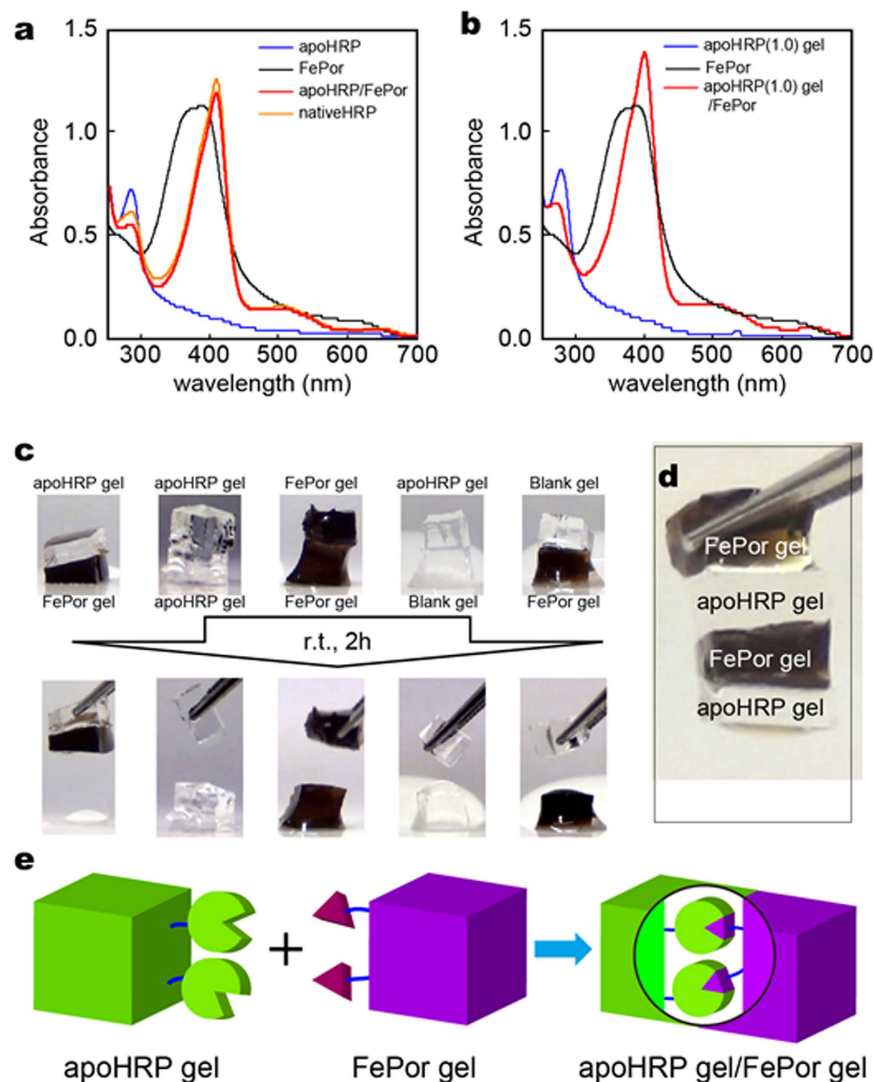 a
1.5
1.0
0.5
0.0
Absorbance
300 400 500 600 700
wavelength (nm)
apoHRP
FePor
apoHRP/FePor
nativeHRP
b
1.5
1.0
0.5
0.0
Absorbance
300 400 500 600 700
wavelength (nm)
apoHRP(1.0) gel
FePor
apoHRP(1.0) gel
/FePor
c
apoHRP gel apoHRP gel FePor gel apoHRP gel Blank gel
FePor gel apoHRP gel FePor gel Blank gel FePor gel
r.t., 2h
d
FePor gel
apoHRP gel
FePor gel
apoHRP gel
e
+
apoHRP gel FePor gel apoHRP gel/FePor gel